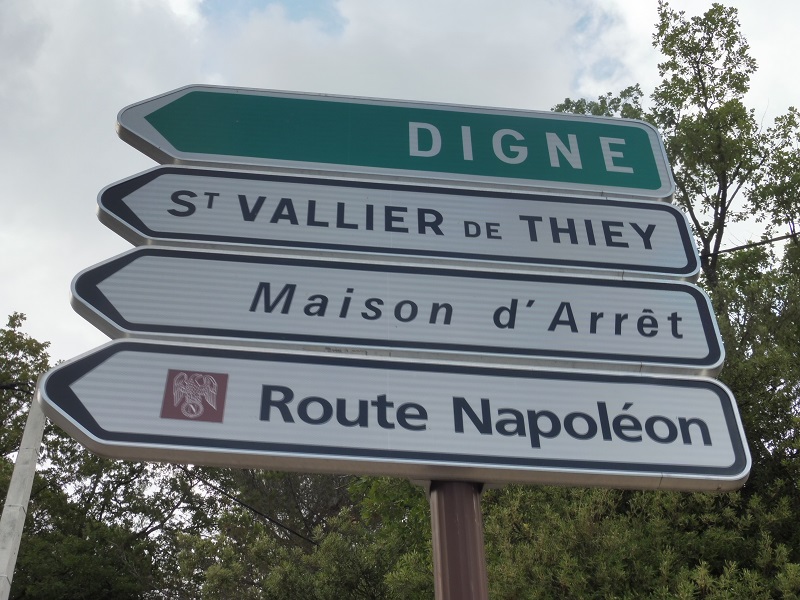 DIGNE
ST VALLIER DE THIEY
Maison d'Arrêt
Route Napoléon